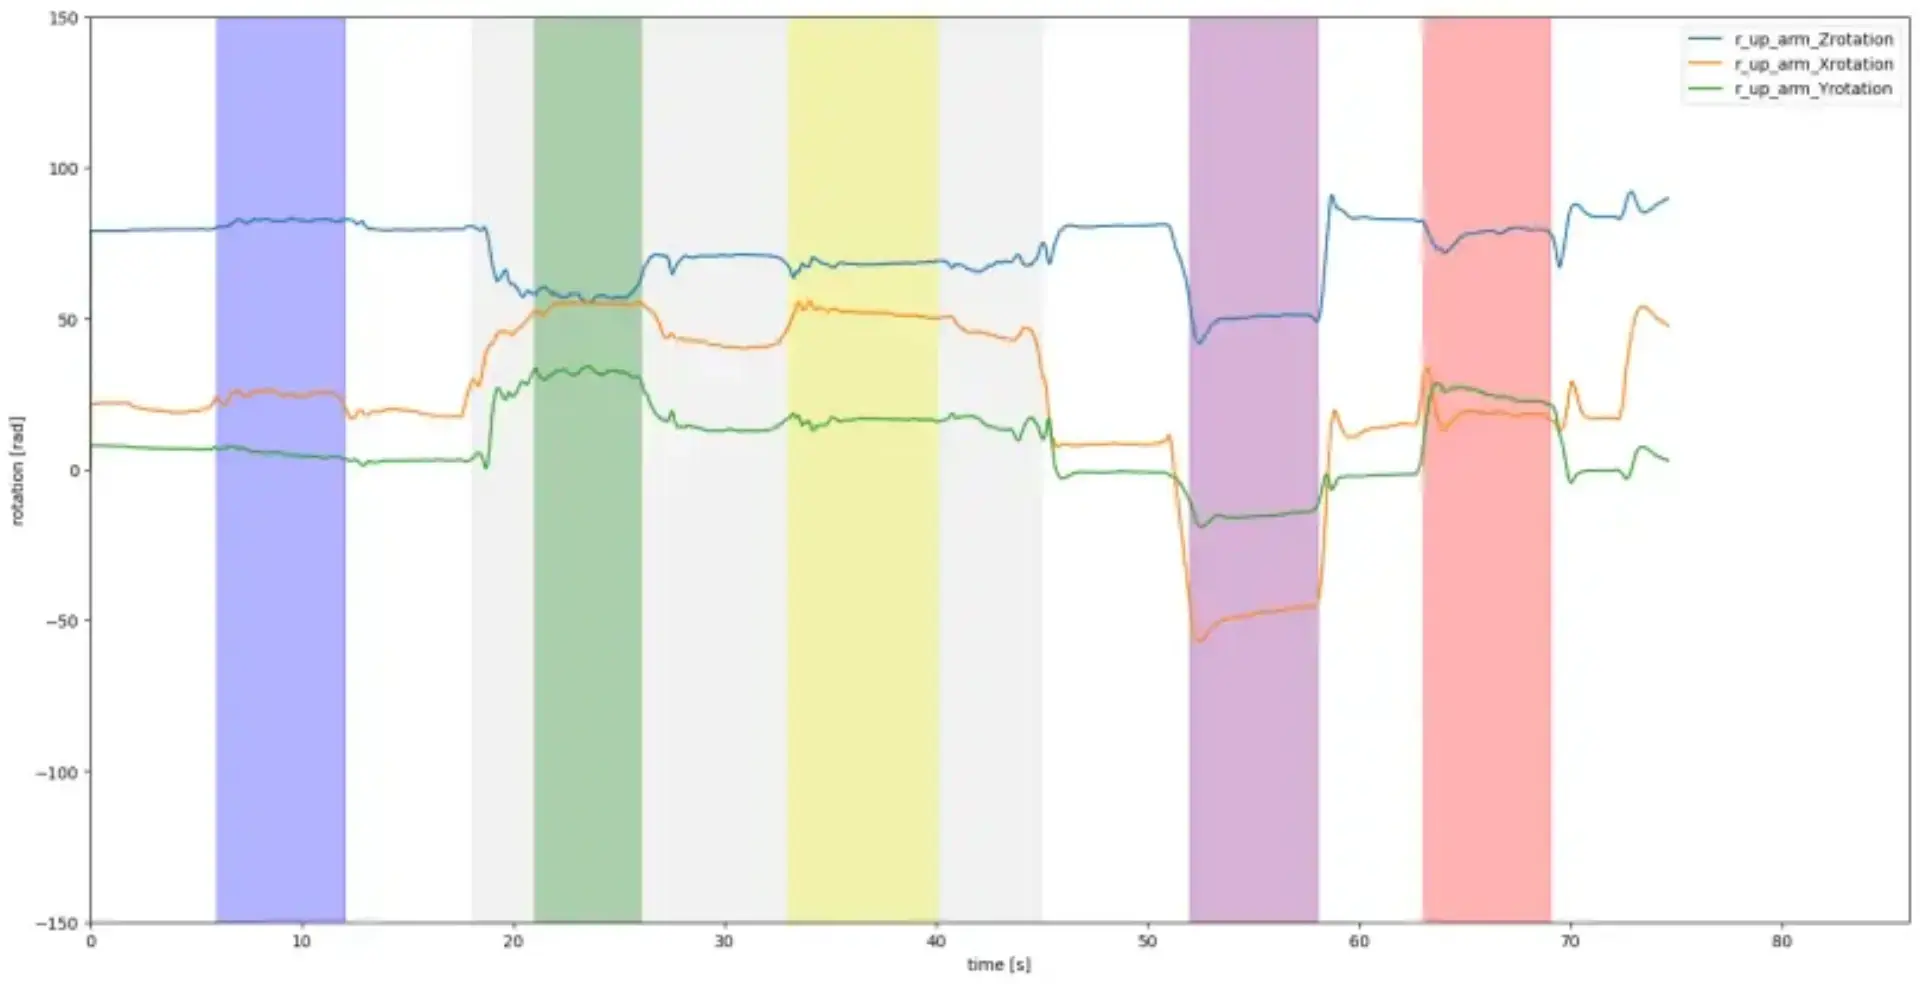 150
100
50
0
−50
−100
−150
rotation [rad]
r_up_arm_Zrotation
r_up_arm_Xrotation
r_up_arm_Yrotation
0 10 20 30 40 50 60 70 80
time [s]